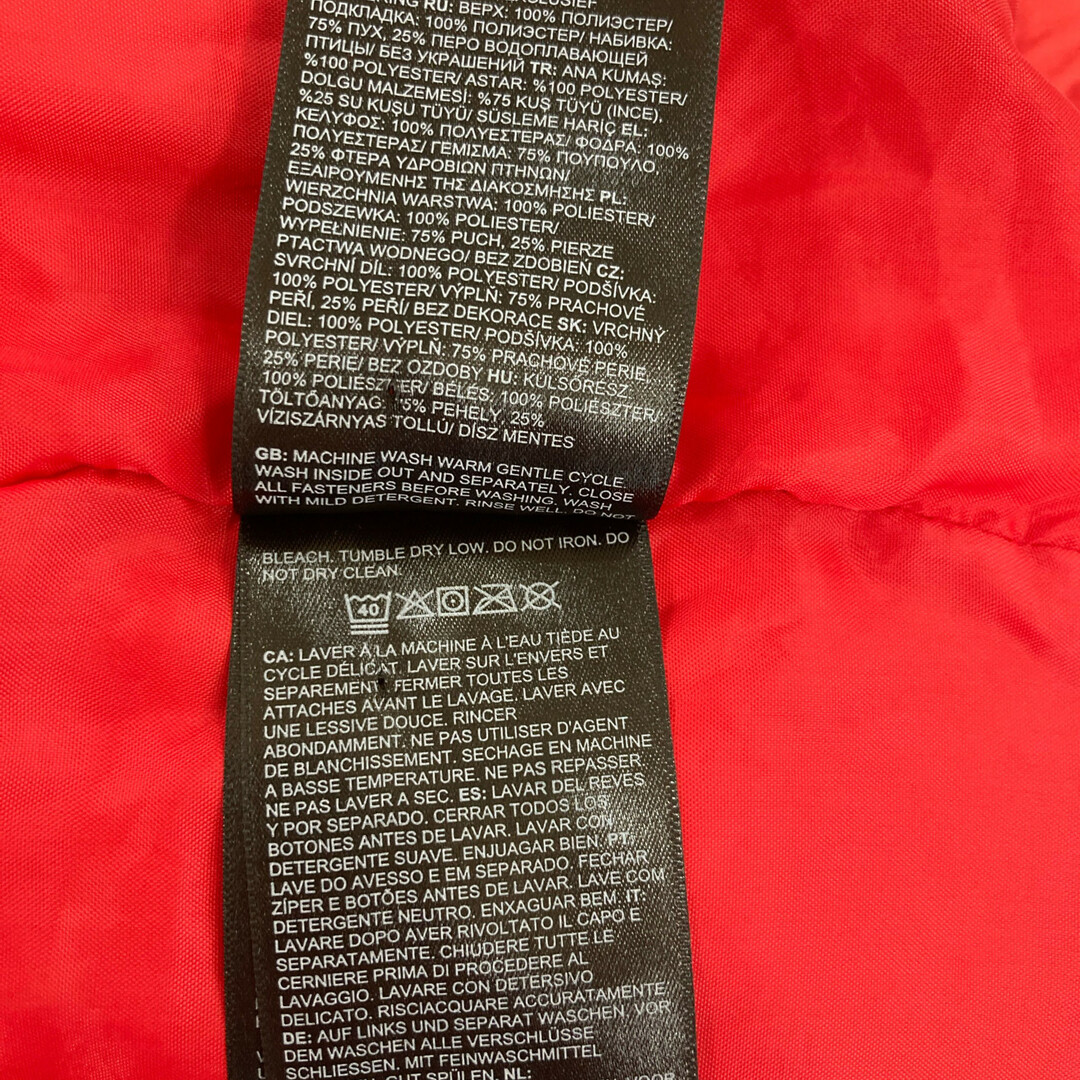 RU: ВЕРХ: 100% ПОЛИЭСТЕР/
ПОДКЛАДКА: 100% ПОЛИЭСТЕР/ НАБИВКА:
75% ПУХ, 25% ПЕРО ВОДОПЛАВАЮЩЕЙ
ПТИЦЫ/ БЕЗ УКРАШЕНИЙ TR: ANA KUMAŞ:
%100 POLYESTER/ ASTAR: %100 POLYESTER/
DOLGU MALZEMESİ: %75 KUŞ TÜYÜ (INCE),
%25 SU KUŞU TÜYÜ/ SÜSLEME HARİÇ EL:
ΚΕΛΥΦΟΣ: 100% ΠΟΛΥΕΣΤΕΡΑΣ/ ΦΟΔΡΑ: 100%
ΠΟΛΥΕΣΤΕΡΑΣ/ ΓΕΜΙΣΜΑ: 75% ΠΟΥΠΟΥΛΟ,
25% ΦΤΕΡΑ ΥΔΡΟΒΙΩΝ ΠΤΗΝΩΝ/
ΕΞΑΙΡΟΥΜΕΝΗΣ ΤΗΣ ΔΙΑΚΟΣΜΗΣΗΣ PL:
WIERZCHNIA WARSTWA: 100% POLIESTER/
PODSZEWKA: 100% POLIESTER/
WYPEŁNIENIE: 75% PUCH, 25% PIERZE
PTACTWA WODNEGO/ BEZ ZDOBIEŃ CZ:
SVRCHNÍ DÍL: 100% POLYESTER/ PODŠÍVKA:
100% POLYESTER/ VÝPLŇ: 75% PRACHOVÉ
PEŘÍ, 25% PEŘÍ/ BEZ DEKORACE SK: VRCHNÝ
DIEL: 100% POLYESTER/ PODŠÍVKA: 100%
POLYESTER/ VÝPLŇ: 75% PRACHOVÉ PERIE,
25% PERIE/ BEZ OZDOBY HU: KÜLSŐRÉSZ:
100% POLIÉSZTER/ BÉLÉS: 100% POLIÉSZTER/
TÖLTŐANYAG: 75% PEHELY, 25%
VÍZISZÁRNYAS TOLLÚ/ DÍSZ MENTES
GB: MACHINE WASH WARM GENTLE CYCLE.
WASH INSIDE OUT AND SEPARATELY. CLOSE
ALL FASTENERS BEFORE WASHING. WASH
WITH MILD DETERGENT. RINSE WELL. DO NOT
BLEACH. TUMBLE DRY LOW. DO NOT IRON. DO
NOT DRY CLEAN.
40
CA: LAVER À LA MACHINE À L'EAU TIÈDE AU
CYCLE DÉLICAT. LAVER SUR L'ENVERS ET
SEPAREMENT. FERMER TOUTES LES
ATTACHES AVANT LE LAVAGE. LAVER AVEC
UNE LESSIVE DOUCE. RINCER
ABONDAMMENT. NE PAS UTILISER D'AGENT
DE BLANCHISSEMENT. SECHAGE EN MACHINE
A BASSE TEMPERATURE. NE PAS REPASSER
NE PAS LAVER A SEC. ES: LAVAR DEL REVES
Y POR SEPARADO. CERRAR TODOS LOS
BOTONES ANTES DE LAVAR. LAVAR CON
DETERGENTE SUAVE. ENJUAGAR BIEN. PT:
LAVE DO AVESSO E EM SEPARADO. FECHAR
ZÍPER E BOTÕES ANTES DE LAVAR. LAVE COM
DETERGENTE NEUTRO. ENXAGUAR BEM. IT:
LAVARE DOPO AVER RIVOLTATO IL CAPO E
SEPARATAMENTE. CHIUDERE TUTTE LE
CERNIERE PRIMA DI PROCEDERE AL
LAVAGGIO. LAVARE CON DETERSIVO
DELICATO. RISCIACQUARE ACCURATAMENTE
DE: AUF LINKS UND SEPARAT WASCHEN. VOR
DEM WASCHEN ALLE VERSCHLÜSSE
SCHLIESSEN. MIT FEINWASCHMITTEL
GUT SPÜLEN. NL: